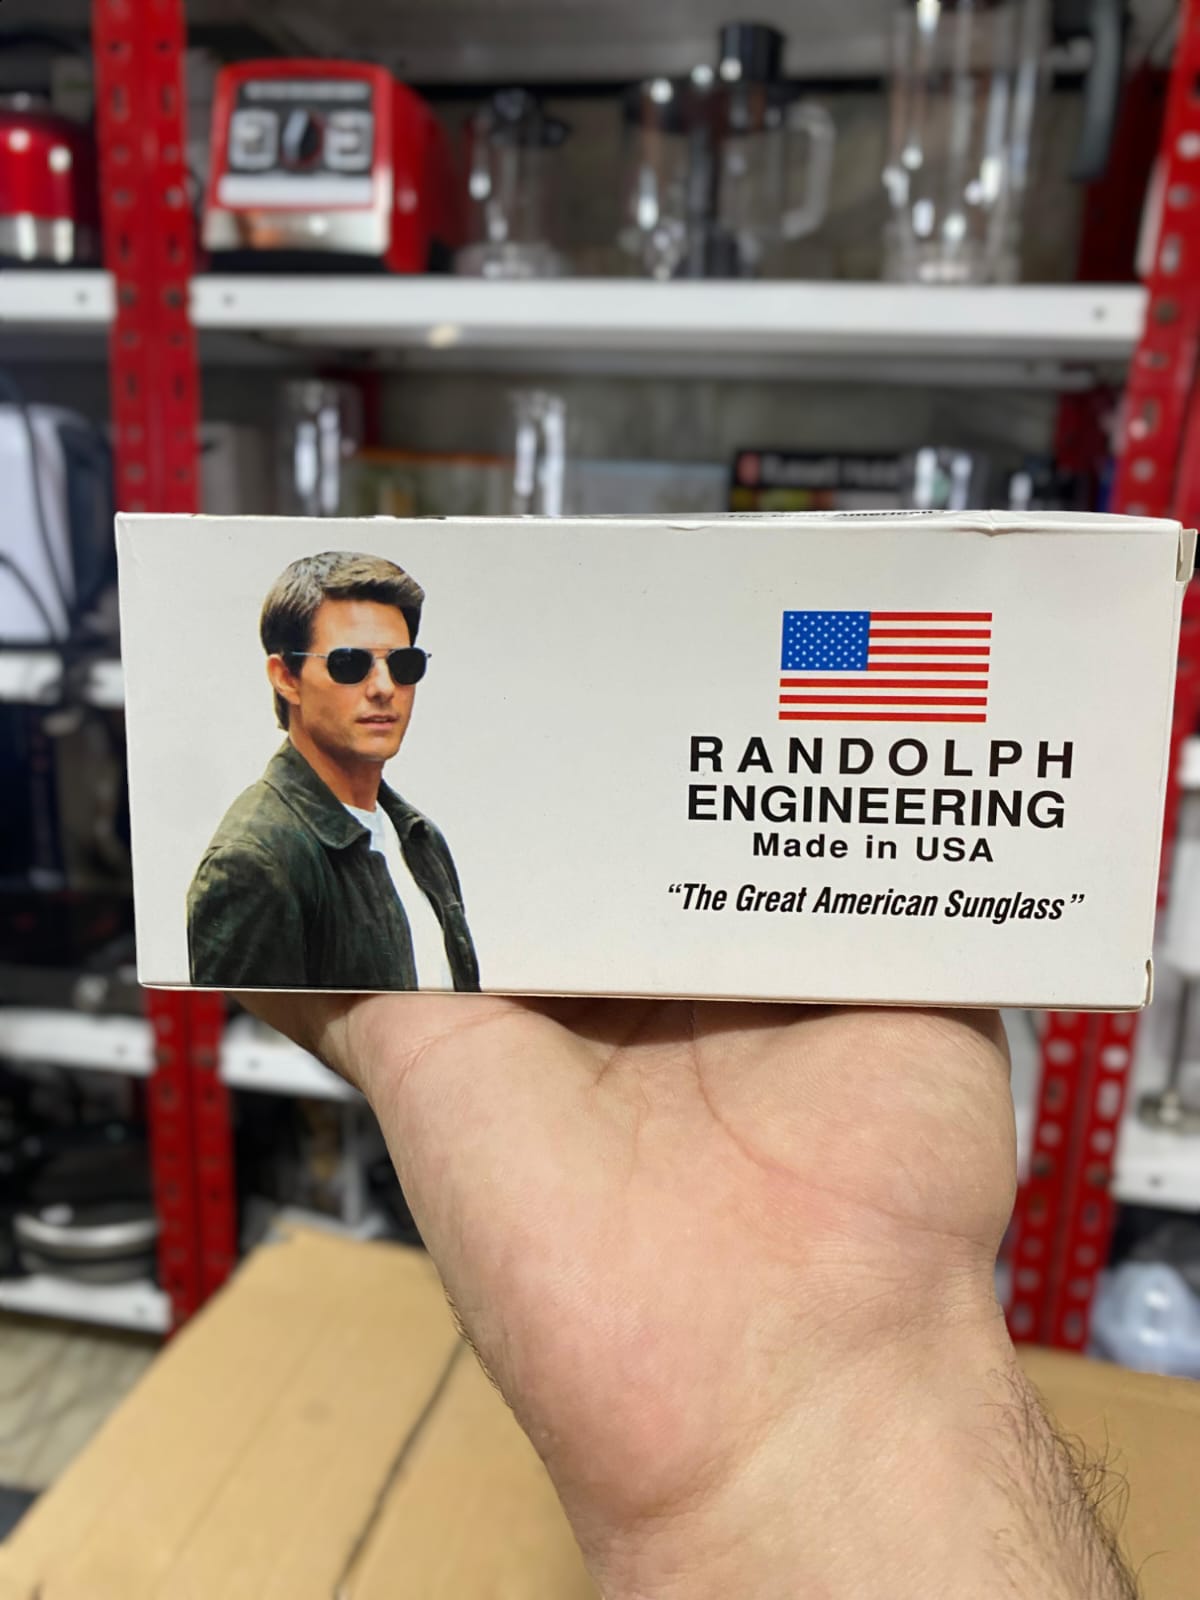 RANDOLPH
ENGINEERING
Made in USA
“The Great American Sunglass”